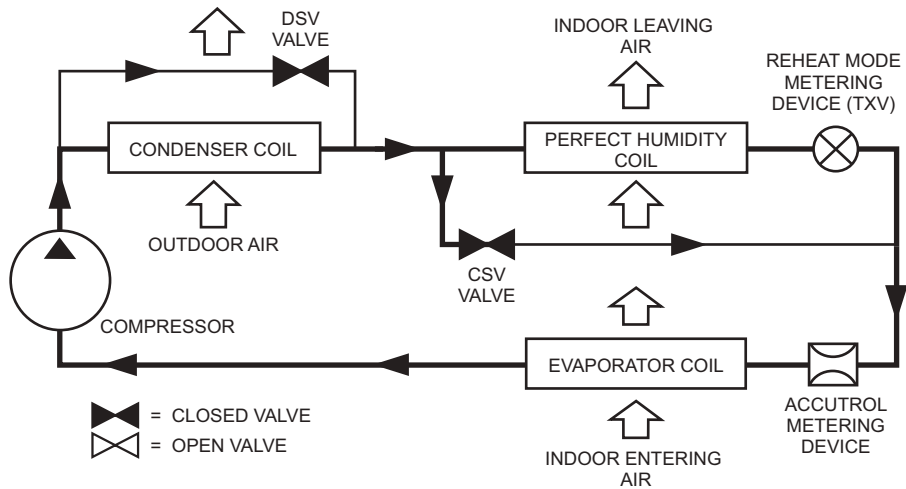 DSV
VALVE
INDOOR LEAVING
AIR
REHEAT MODE
METERING
DEVICE (TXV)
CONDENSER COIL
PERFECT HUMIDITY
COIL
OUTDOOR AIR
CSV
VALVE
COMPRESSOR
EVAPORATOR COIL
ACCUTROL
METERING
DEVICE
= CLOSED VALVE
= OPEN VALVE
INDOOR ENTERING
AIR